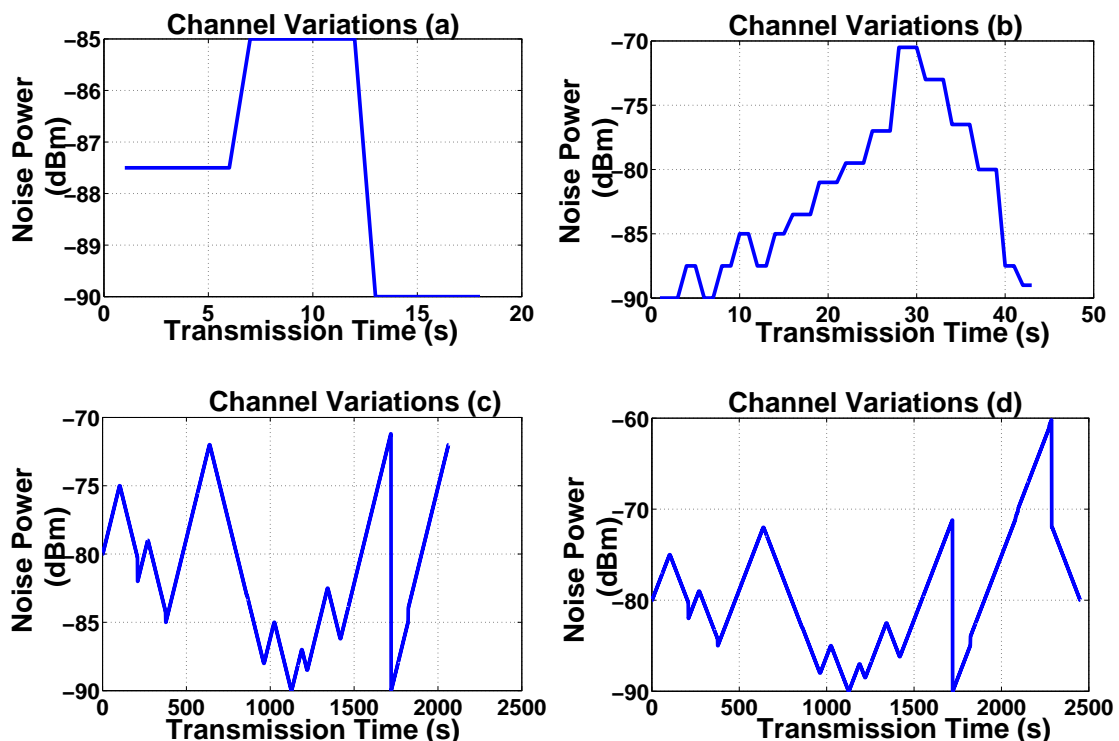 Channel Variations (a)
Noise Power
(dBm)
−85
−87
−88
−89
−90
0
5
10
15
20
Transmission Time (s)
Channel Variations (b)
Noise Power
(dBm)
−70
−75
−80
−85
−90
0
10
20
30
40
50
Transmission Time (s)
Channel Variations (c)
Noise Power
(dBm)
−70
−75
−80
−85
−90
0
500
1000
1500
2000
2500
Transmission Time (s)
Channel Variations (d)
Noise Power
(dBm)
−60
−70
−80
−90
0
500
1000
1500
2000
2500
Transmission Time (s)